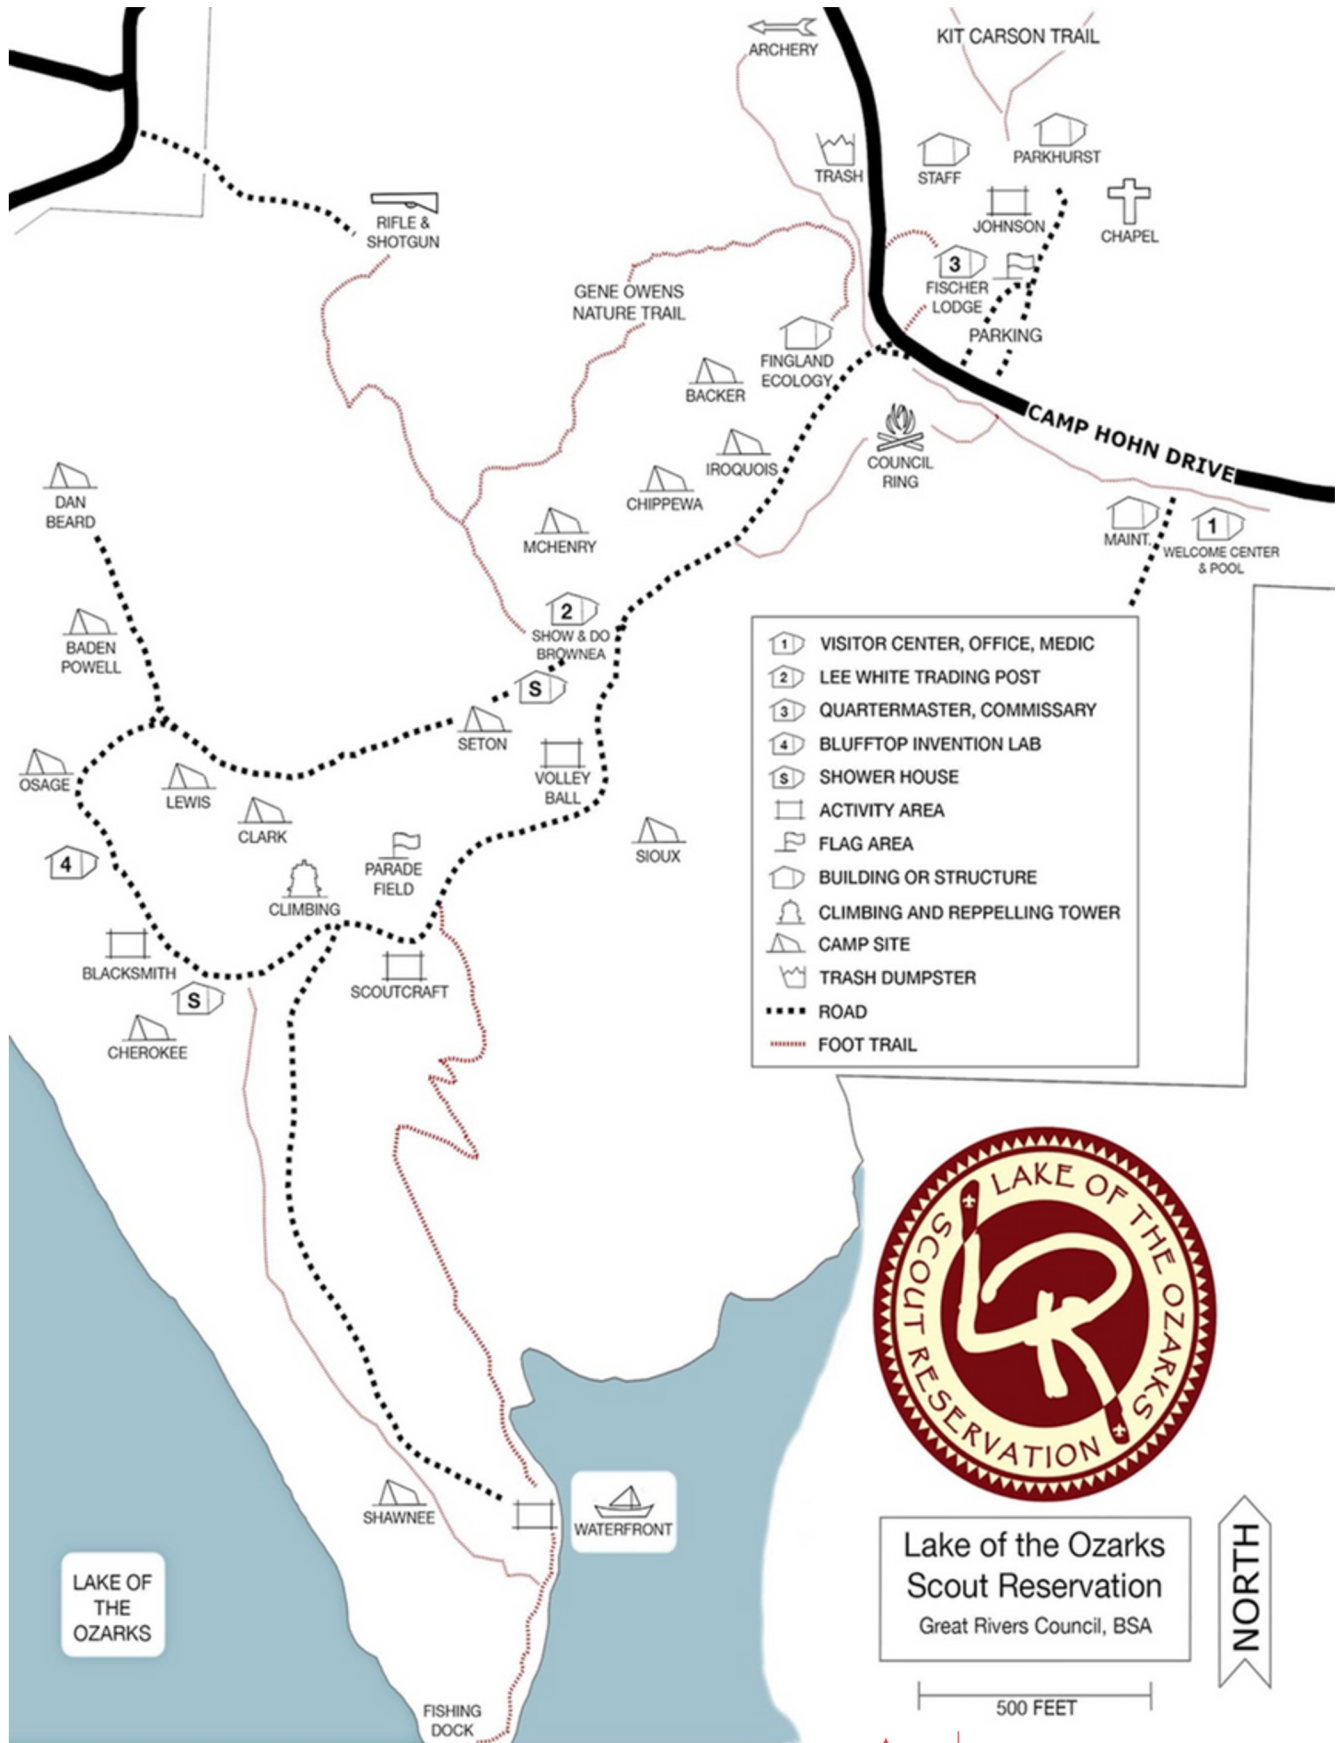 ARCHERY
KIT CARSON TRAIL
TRASH
STAFF
PARKHURST
JOHNSON
CHAPEL
RIFLE &
SHOTGUN
3
FISCHER
LODGE
GENE OWENS
NATURE TRAIL
PARKING
FINGLAND
ECOLOGY
BACKER
CAMP HOHN DRIVE
IROQUOIS
COUNCIL
RING
CHIPPEWA
DAN
BEARD
MCHENRY
MAINT.
1
WELCOME CENTER
& POOL
2
SHOW & DO
BROWNEA
BADEN
POWELL
S
SETON
OSAGE
LEWIS
VOLLEY
BALL
CLARK
SIOUX
4
PARADE
FIELD
CLIMBING
BLACKSMITH
SCOUTCRAFT
S
CHEROKEE
1 VISITOR CENTER, OFFICE, MEDIC
2 LEE WHITE TRADING POST
3 QUARTERMASTER, COMMISSARY
4 BLUFFTOP INVENTION LAB
S SHOWER HOUSE
ACTIVITY AREA
FLAG AREA
BUILDING OR STRUCTURE
CLIMBING AND REPPELLING TOWER
CAMP SITE
TRASH DUMPSTER
ROAD
FOOT TRAIL
LAKE OF THE OZARKS
SCOUT RESERVATION
SHAWNEE
WATERFRONT
LAKE OF
THE
OZARKS
Lake of the Ozarks
Scout Reservation
Great Rivers Council, BSA
NORTH
500 FEET
FISHING
DOCK